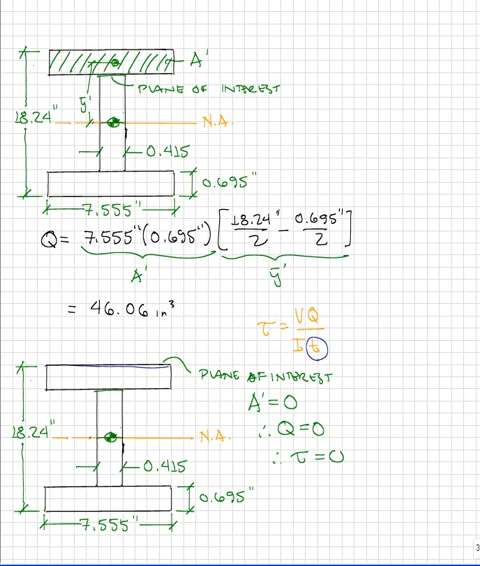 A'
PLANE OF INTEREST
ȳ'
18.24"
N.A.
0.415
0.695"
7.555"
Q = 7.555"(0.695") [18.24"/2 - 0.695"/2]
A' ȳ'
= 46.06 in³
τ = VQ/It
PLANE OF INTEREST
A' = 0
18.24"
∴ Q = 0
N.A.
∴ τ = 0
0.415
0.695"
7.555"
3